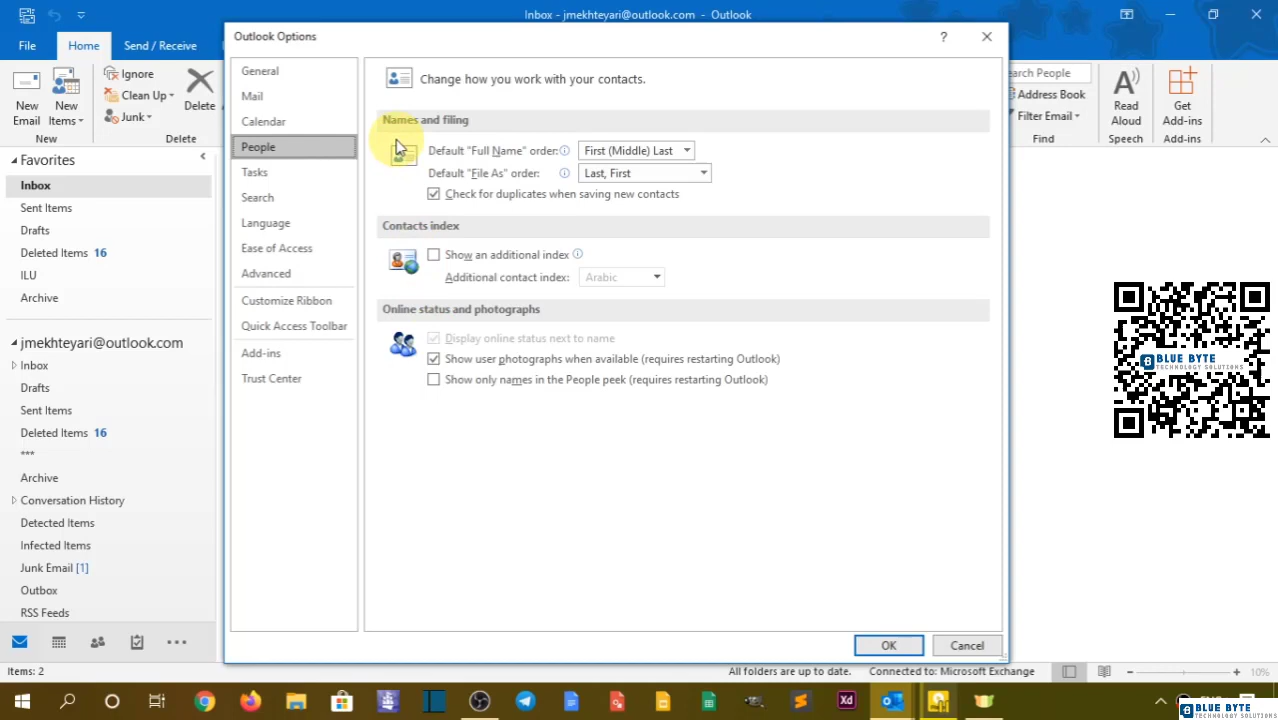 Inbox - jmekhteyari@outlook.com - Outlook
File
Home
Send / Receive
New Email
New Items
New
Ignore
Clean Up
Junk
Delete
Delete
Outlook Options
?
General
Mail
Calendar
People
Tasks
Search
Language
Ease of Access
Advanced
Customize Ribbon
Quick Access Toolbar
Add-ins
Trust Center
Change how you work with your contacts.
Names and filing
Default "Full Name" order: First (Middle) Last
Default "File As" order: Last, First
Check for duplicates when saving new contacts
Contacts index
Show an additional index
Additional contact index: Arabic
Online status and photographs
Display online status next to name
Show user photographs when available (requires restarting Outlook)
Show only names in the People peek (requires restarting Outlook)
OK
Cancel
earch People
Address Book
Filter Email
Find
Read Aloud
Speech
Get Add-ins
Add-ins
Favorites
Inbox
Sent Items
Drafts
Deleted Items 16
ILU
Archive
jmekhteyari@outlook.com
Inbox
Drafts
Sent Items
Deleted Items 16
***
Archive
Conversation History
Detected Items
Infected Items
Junk Email [1]
Outbox
RSS Feeds
BLUE BYTE
TECHNOLOGY SOLUTIONS
Items: 2
All folders are up to date.
Connected to: Microsoft Exchange
10%
Xd
BLUE BYTE
TECHNOLOGY SOLUTIONS